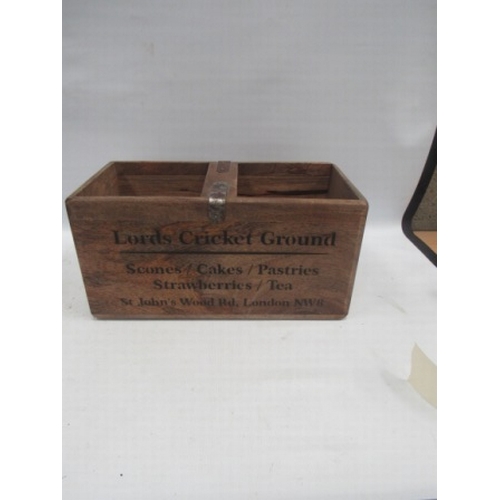 Lords Cricket Ground
Scones / Cakes / Pastries
Strawberries / Tea
St John's Wood Rd, London NW8